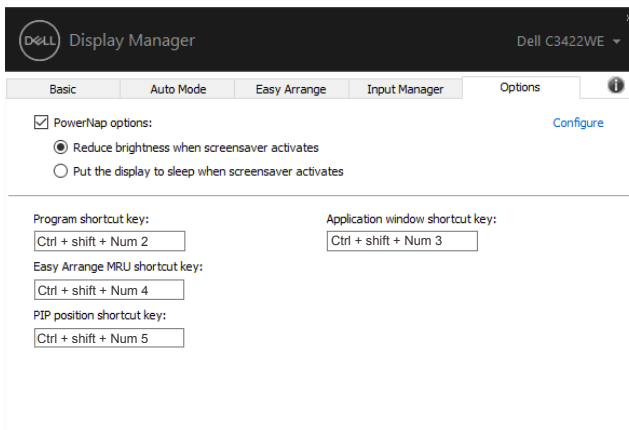 DELL Display Manager Dell C3422WE
Basic Auto Mode Easy Arrange Input Manager Options
PowerNap options: Configure
Reduce brightness when screensaver activates
Put the display to sleep when screensaver activates
Program shortcut key: Application window shortcut key:
Ctrl + shift + Num 2 Ctrl + shift + Num 3
Easy Arrange MRU shortcut key:
Ctrl + shift + Num 4
PIP position shortcut key:
Ctrl + shift + Num 5